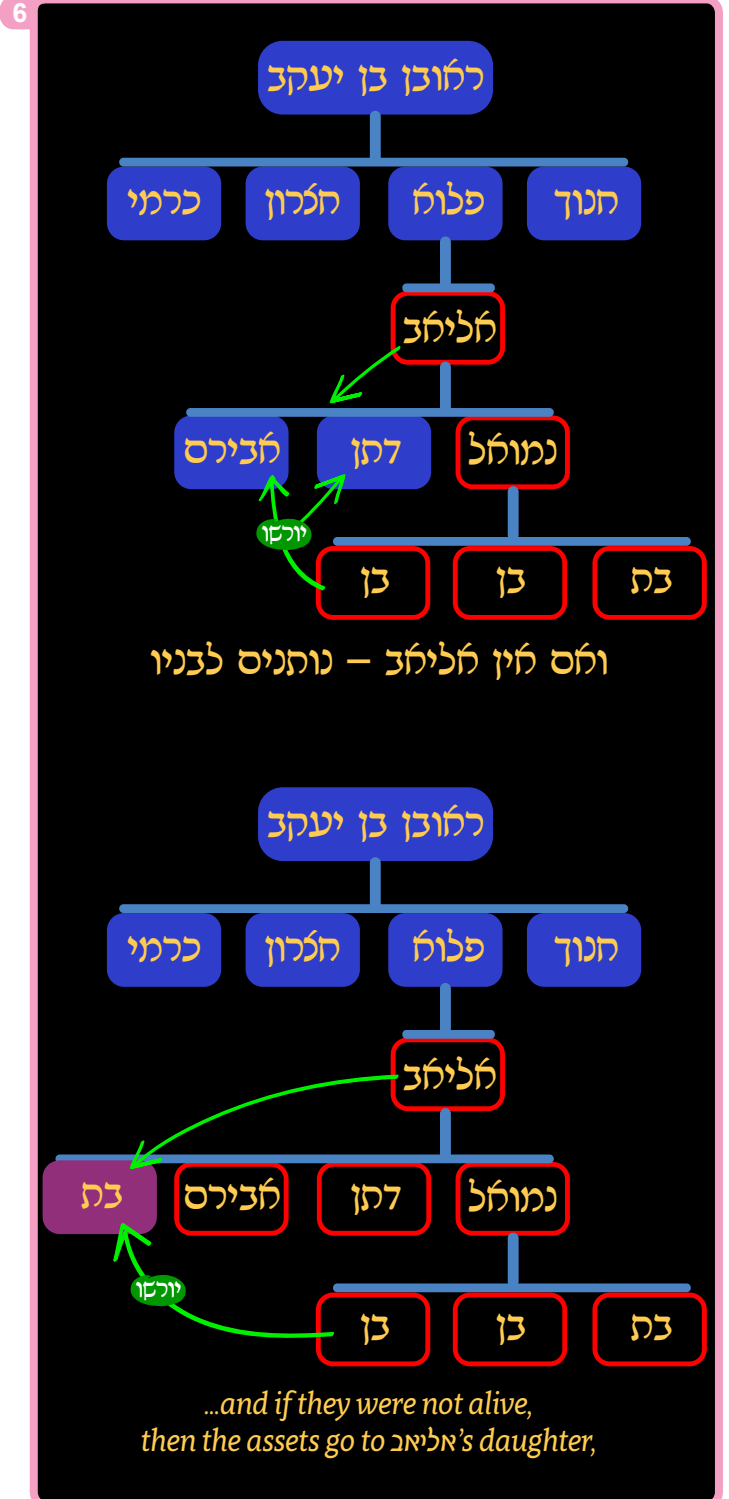 6
ראובן בן יעקב
חנוך פלוא חצרון כרמי
אליאב
נמואל דתן אבירם
יורשו
בת בן בן
ואם אין אליאב – נותנים לבניו
ראובן בן יעקב
חנוך פלוא חצרון כרמי
אליאב
נמואל דתן אבירם בת
יורשו
בת בן בן
...and if they were not alive,
then the assets go to אליאב's daughter,